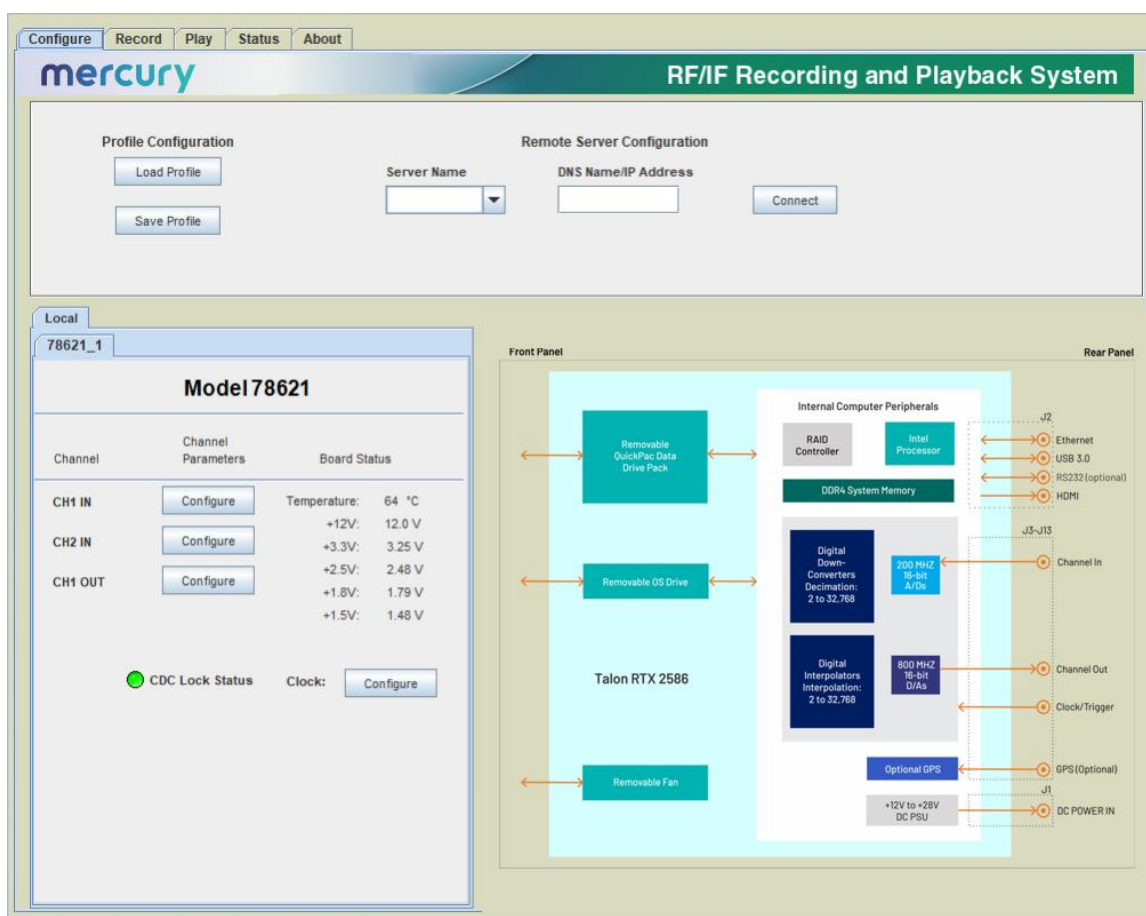 Configure Record Play Status About
mercury
RF/IF Recording and Playback System
Profile Configuration
Load Profile
Save Profile
Remote Server Configuration
Server Name
DNS Name/IP Address
Connect
Local
78621_1
Model 78621
Channel
Channel
Parameters
Board Status
CH1 IN Configure
CH2 IN Configure
CH1 OUT Configure
Temperature: 64 °C
+12V: 12.0 V
+3.3V: 3.25 V
+2.5V: 2.48 V
+1.8V: 1.79 V
+1.5V: 1.48 V
CDC Lock Status Clock: Configure
Front Panel
Rear Panel
Removable
QuickPac Data
Drive Pack
Removable OS Drive
Talon RTX 2586
Removable Fan
Internal Computer Peripherals
RAID
Controller
Intel
Processor
DDR4 System Memory
Digital
Down-
Converters
Decimation:
2 to 32,768
200 MHZ
16-bit
A/Ds
Digital
Interpolators
Interpolation:
2 to 32,768
800 MHZ
16-bit
D/As
Optional GPS
+12V to +28V
DC PSU
J2
Ethernet
USB 3.0
RS232 (optional)
HDMI
J3-J13
Channel In
Channel Out
Clock/Trigger
GPS (Optional)
J1
DC POWER IN